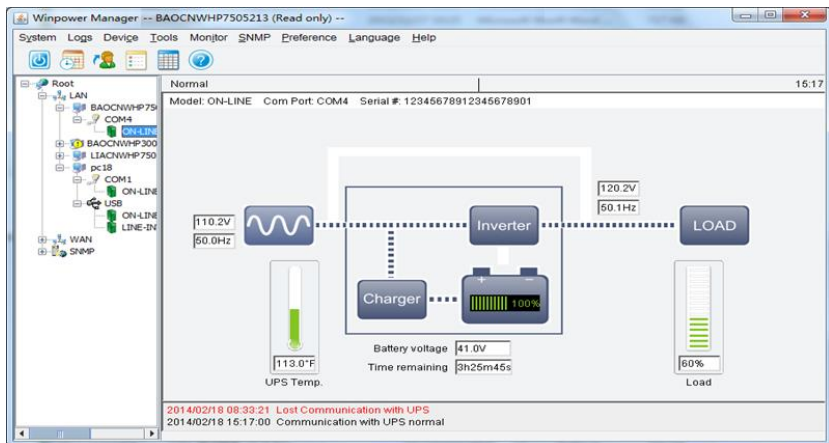 Winpower Manager -- BAOCNWHP7505213 (Read only) --
System Logs Device Tools Monitor SNMP Preference Language Help
Root
LAN
BAOCNWHP75
COM4
ON-LINE
BAOCNWHP300
LIACNWHP750
pc18
COM1
ON-LINE
USB
ON-LINE
LINE-IN
WAN
SNMP
Normal 15:17
Model: ON-LINE Com Port: COM4 Serial #: 12345678912345678901
110.2V
50.0Hz
120.2V
50.1Hz
Inverter
LOAD
Charger
+ −
100%
Battery voltage 41.0V
Time remaining 3h25m45s
113.0°F
UPS Temp.
60%
Load
2014/02/18 08:33:21 Lost Communication with UPS
2014/02/18 15:17:00 Communication with UPS normal